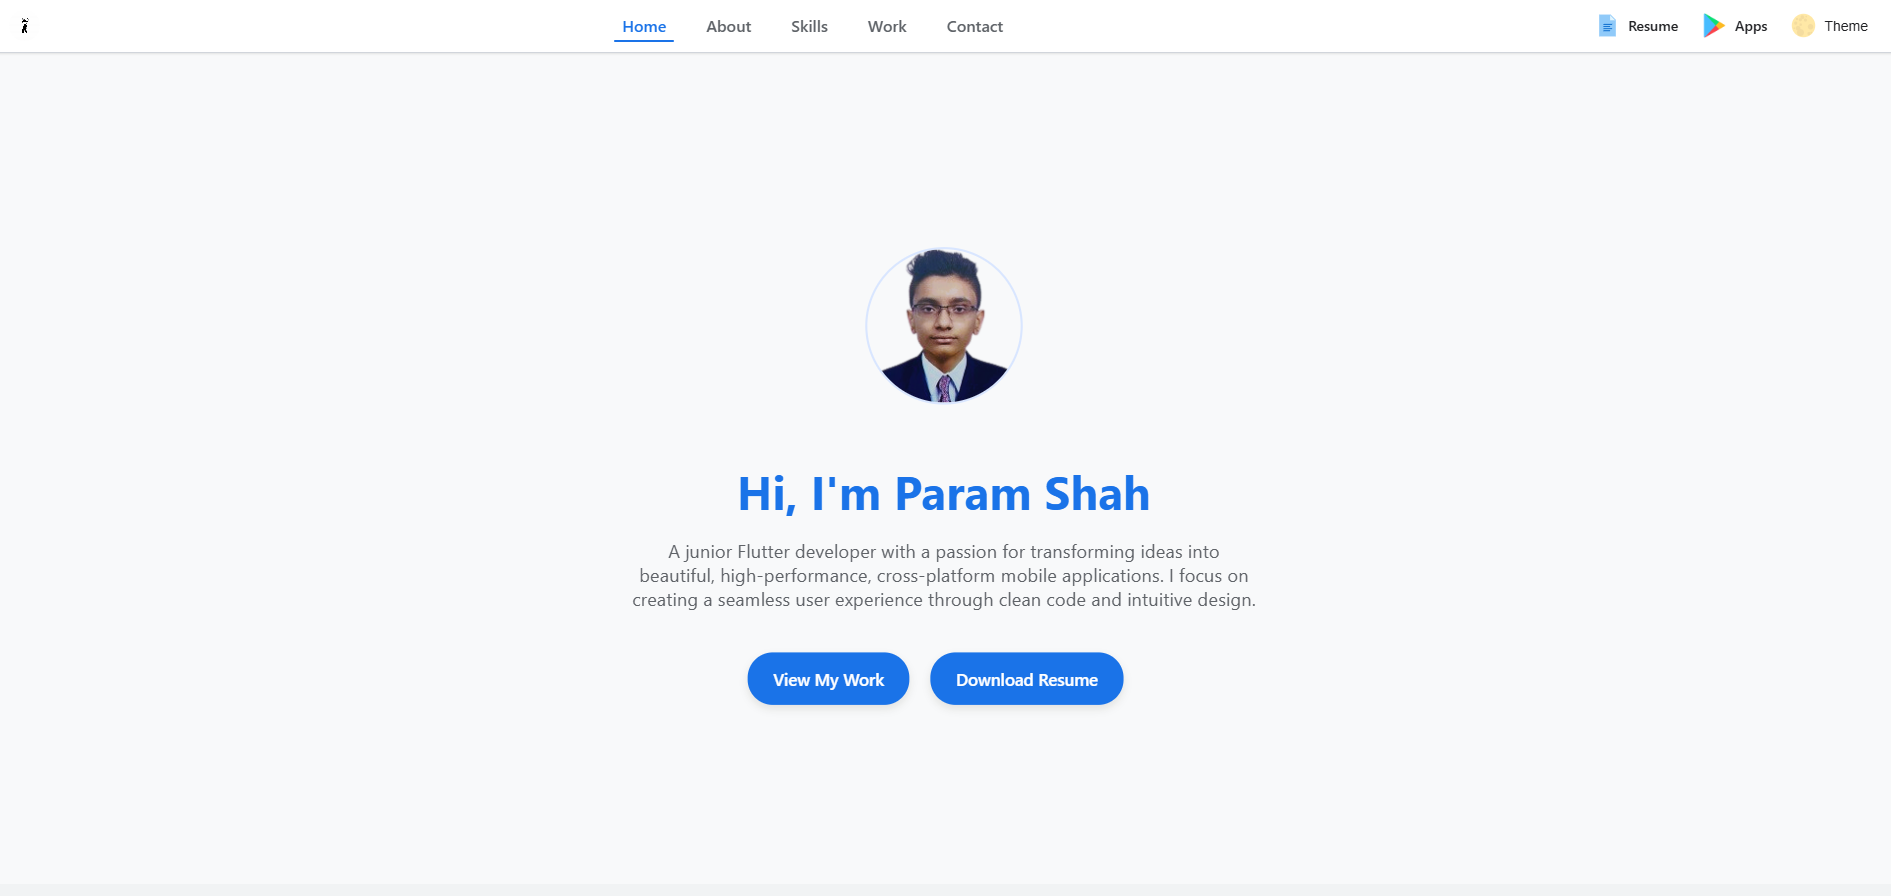 Home About Skills Work Contact Resume Apps Theme
Hi, I'm Param Shah
A junior Flutter developer with a passion for transforming ideas into
beautiful, high-performance, cross-platform mobile applications. I focus on
creating a seamless user experience through clean code and intuitive design.
View My Work Download Resume